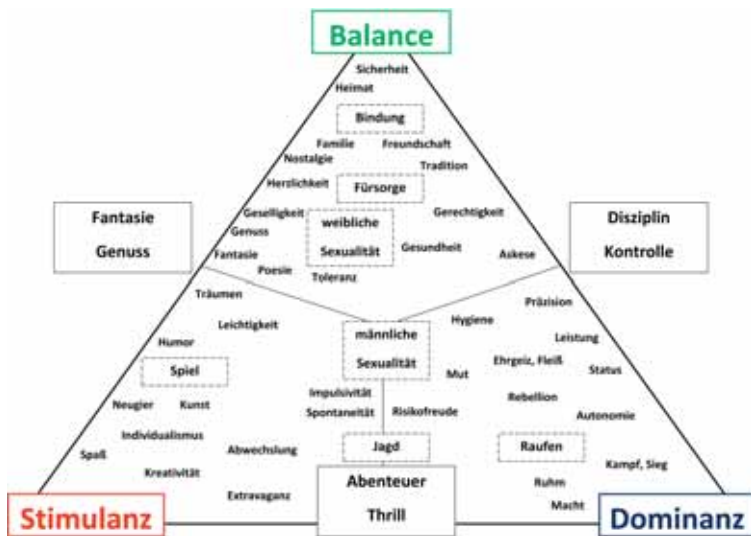 Balance
Sicherheit
Heimat
Bindung
Familie
Freundschaft
Nostalgie
Tradition
Herzlichkeit
Fürsorge
Fantasie
Genuss
Geselligkeit
weibliche
Sexualität
Gerechtigkeit
Disziplin
Kontrolle
Genuss
Gesundheit
Fantasie
Askese
Poesie
Toleranz
Träumen
Präzision
Leichtigkeit
männliche
Sexualität
Hygiene
Humor
Leistung
Ehrgeiz, Fleiß
Status
Spiel
Mut
Impulsivität
Spontaneität
Risikofreude
Rebellion
Neugier
Kunst
Autonomie
Individualismus
Abwechslung
Jagd
Raufen
Spaß
Kreativität
Kampf, Sieg
Abenteuer
Thrill
Ruhm
Extravaganz
Macht
Stimulanz
Dominanz